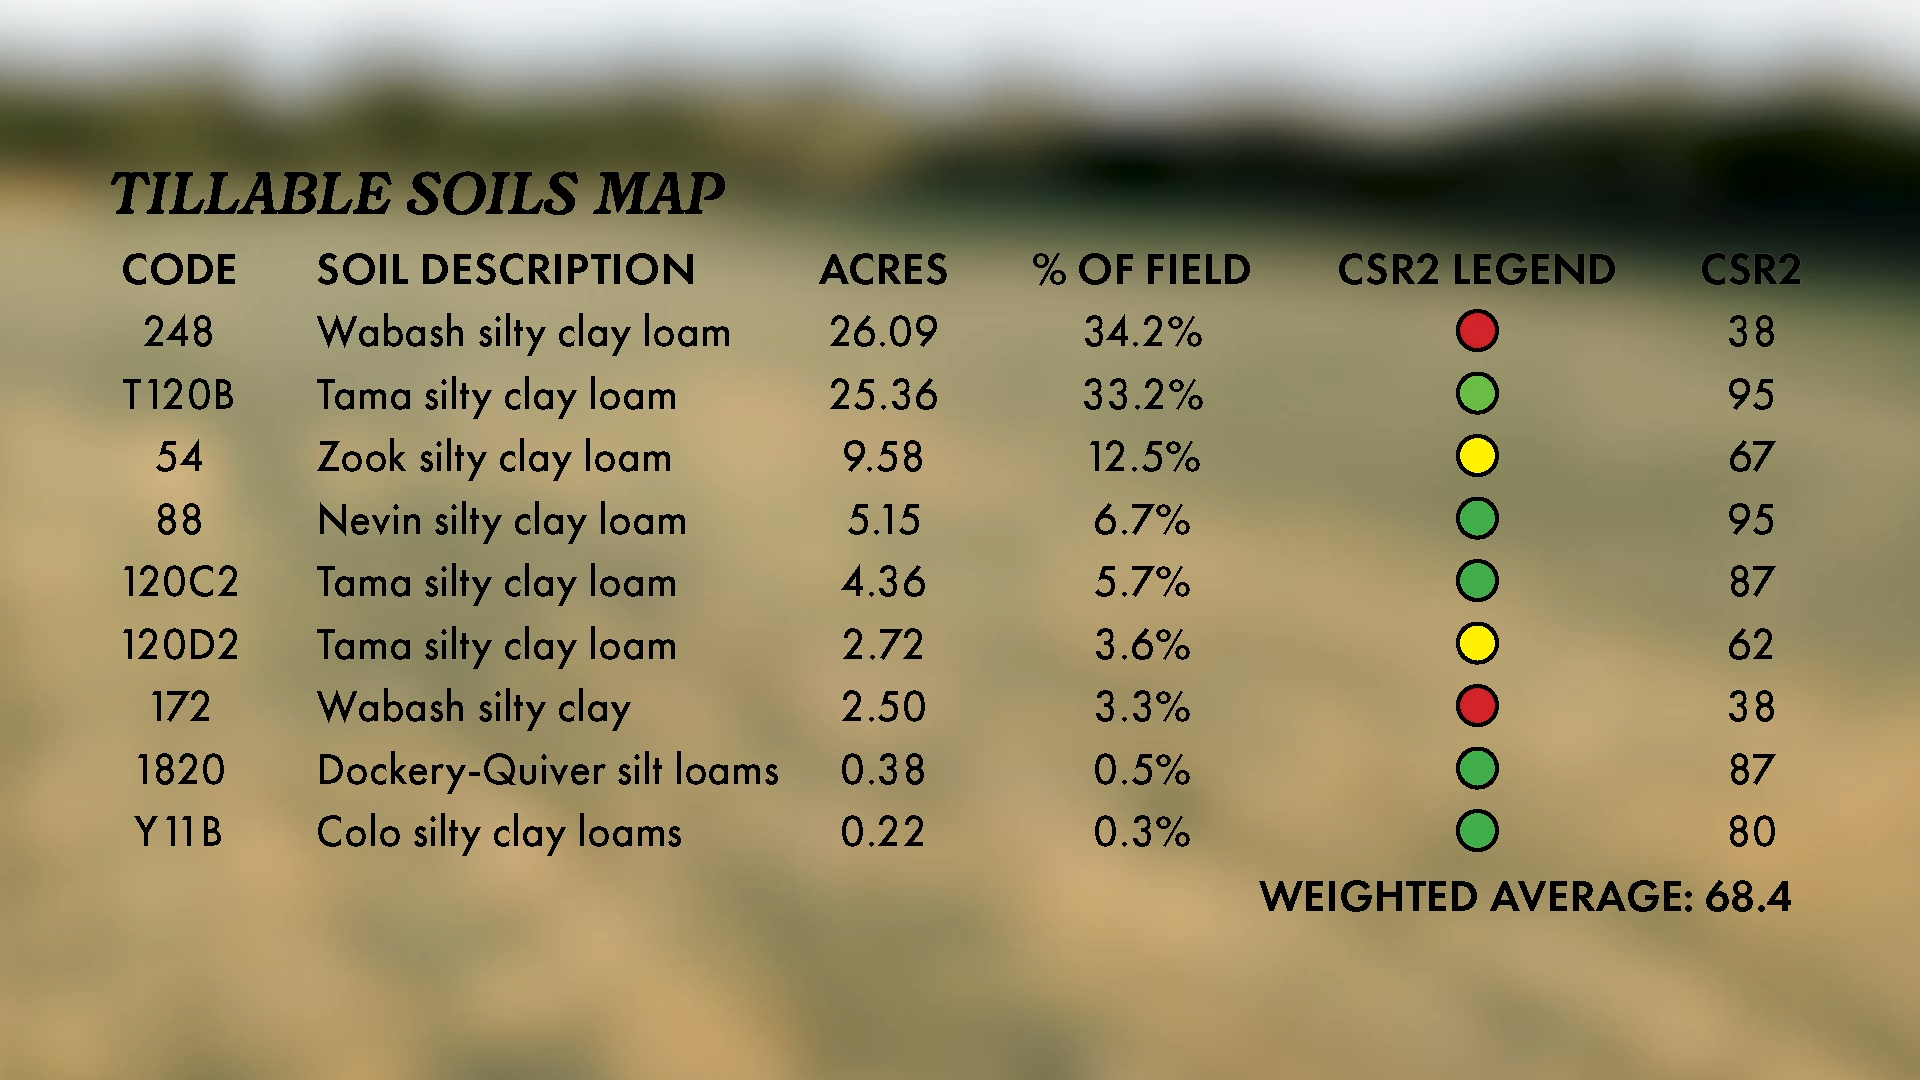 TILLABLE SOILS MAP
CODE SOIL DESCRIPTION ACRES % OF FIELD CSR2 LEGEND CSR2
248 Wabash silty clay loam 26.09 34.2% 38
T120B Tama silty clay loam 25.36 33.2% 95
54 Zook silty clay loam 9.58 12.5% 67
88 Nevin silty clay loam 5.15 6.7% 95
120C2 Tama silty clay loam 4.36 5.7% 87
120D2 Tama silty clay loam 2.72 3.6% 62
172 Wabash silty clay 2.50 3.3% 38
1820 Dockery-Quiver silt loams 0.38 0.5% 87
Y11B Colo silty clay loams 0.22 0.3% 80
WEIGHTED AVERAGE: 68.4